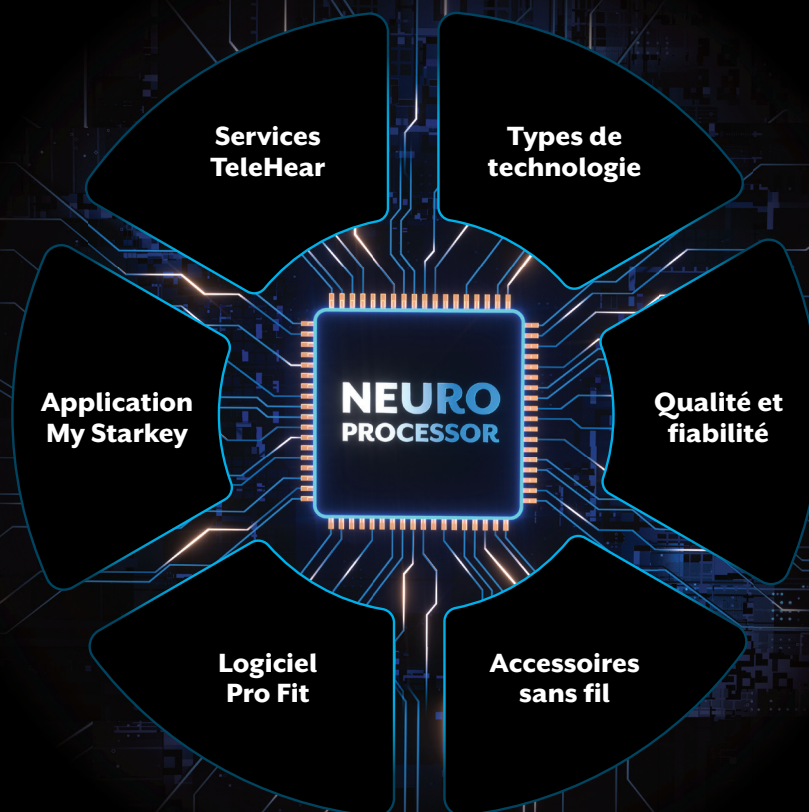 Services
TeleHear
Types de
technologie
Application
My Starkey
NEURO
PROCESSOR
Qualité et
fiabilité
Logiciel
Pro Fit
Accessoires
sans fil